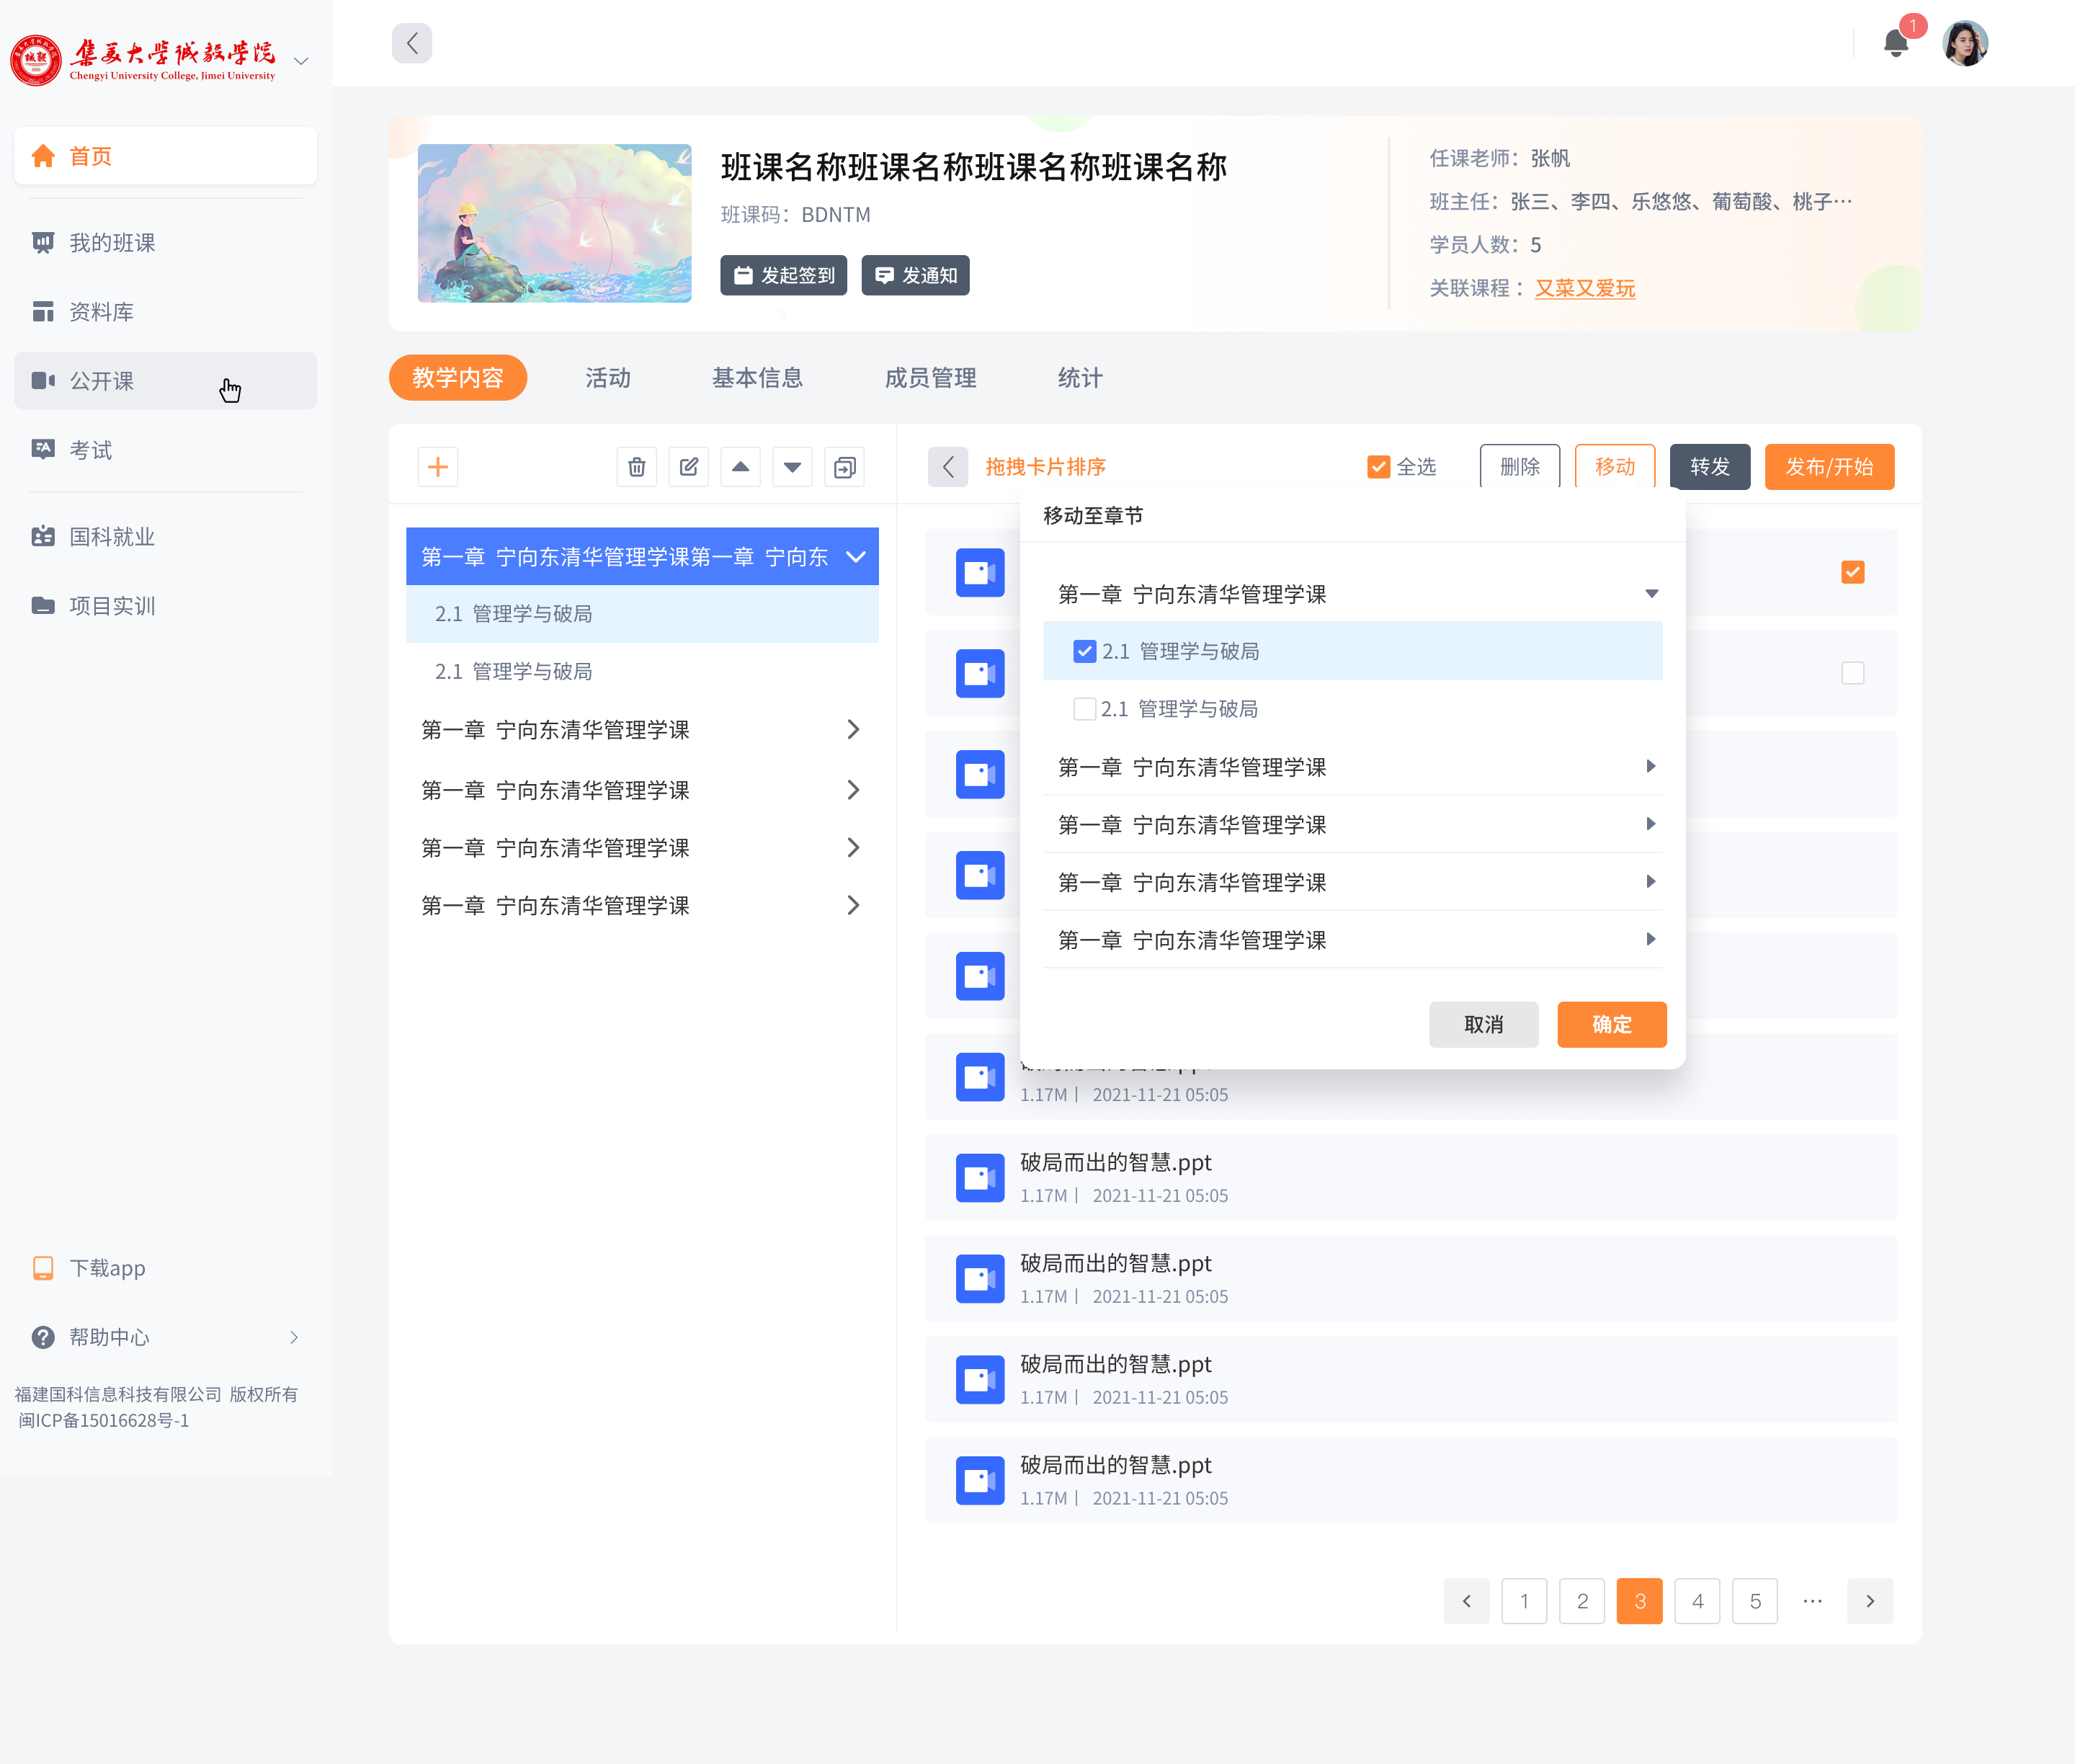 集美大学诚毅学院
Chengyi University College, Jimei University
首页
我的班课
资料库
公开课
考试
国科就业
项目实训
下载app
帮助中心
福建国科信息科技有限公司 版权所有
闽ICP备15016628号-1
1
班课名称班课名称班课名称班课名称
班课码：BDNTM
发起签到
发通知
任课老师：张帆
班主任：张三、李四、乐悠悠、葡萄酸、桃子…
学员人数：5
关联课程：又菜又爱玩
教学内容
活动
基本信息
成员管理
统计
第一章 宁向东清华管理学课第一章 宁向东
2.1 管理学与破局
2.1 管理学与破局
第一章 宁向东清华管理学课
第一章 宁向东清华管理学课
第一章 宁向东清华管理学课
第一章 宁向东清华管理学课
拖拽卡片排序
全选
删除
移动
转发
发布/开始
移动至章节
第一章 宁向东清华管理学课
2.1 管理学与破局
2.1 管理学与破局
第一章 宁向东清华管理学课
第一章 宁向东清华管理学课
第一章 宁向东清华管理学课
第一章 宁向东清华管理学课
取消
确定
1.17M | 2021-11-21 05:05
破局而出的智慧.ppt
1.17M | 2021-11-21 05:05
破局而出的智慧.ppt
1.17M | 2021-11-21 05:05
破局而出的智慧.ppt
1.17M | 2021-11-21 05:05
破局而出的智慧.ppt
1.17M | 2021-11-21 05:05
1
2
3
4
5
···